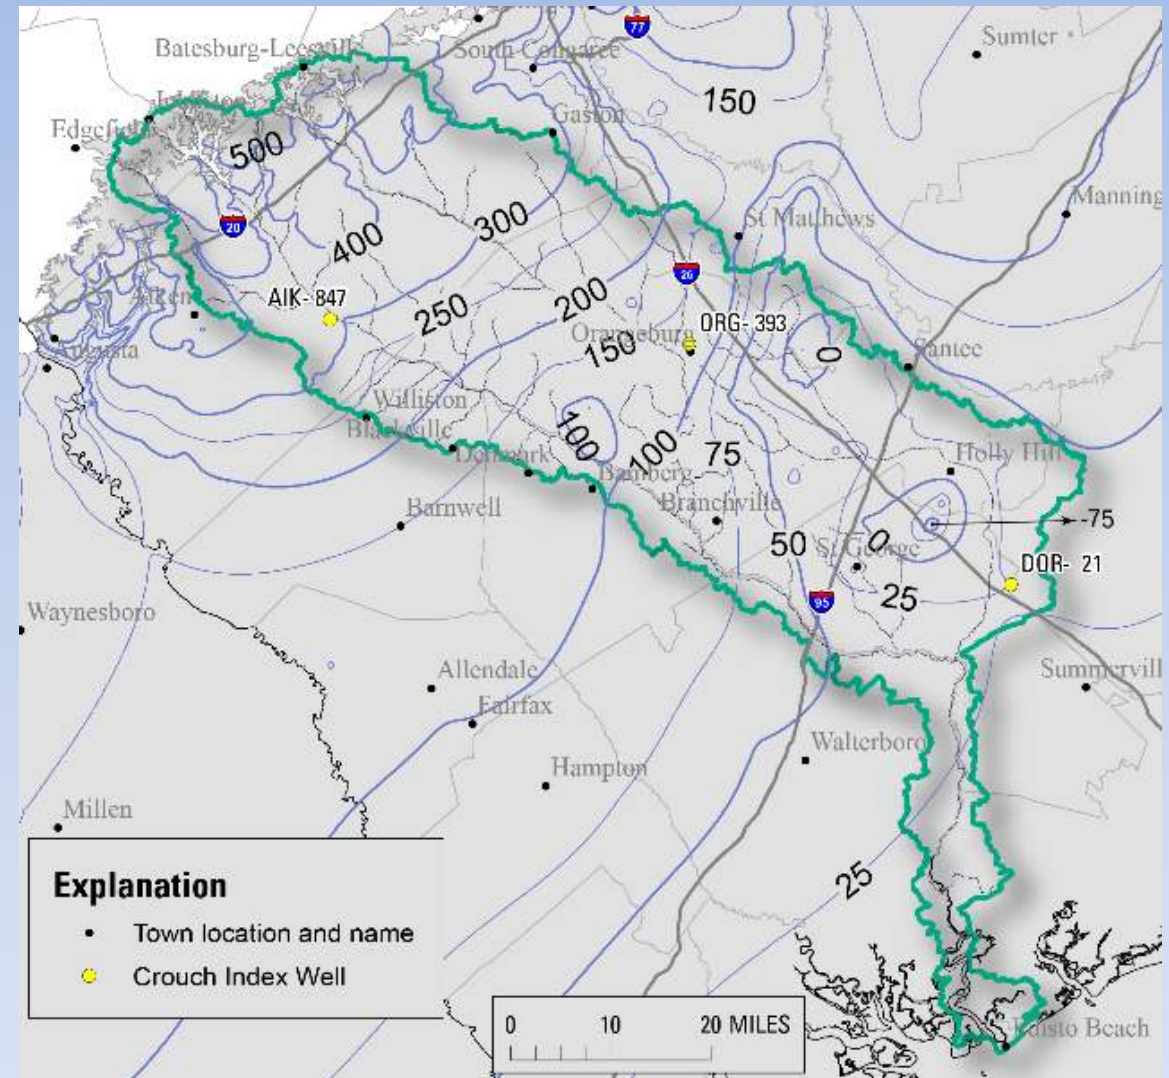 77
Batesburg-Leesville
South Congaree
Sumter
150
Johnston
Gaston
Edgefield
500
Manning
20
300
St Matthews
400
26
AIK- 847
Aiken
250
200
ORG- 393
Orangeburg
150
0
Santee
Augusta
Williston
Blackville
100
100
75
Denmark
Holly Hill
Bamberg
Barnwell
Branchville
-75
50
0
St George
DOR- 21
25
95
Waynesboro
Allendale
Summervill
Fairfax
Walterboro
Hampton
Millen
25
Explanation
Town location and name
Crouch Index Well
0 10 20 MILES
Edisto Beach